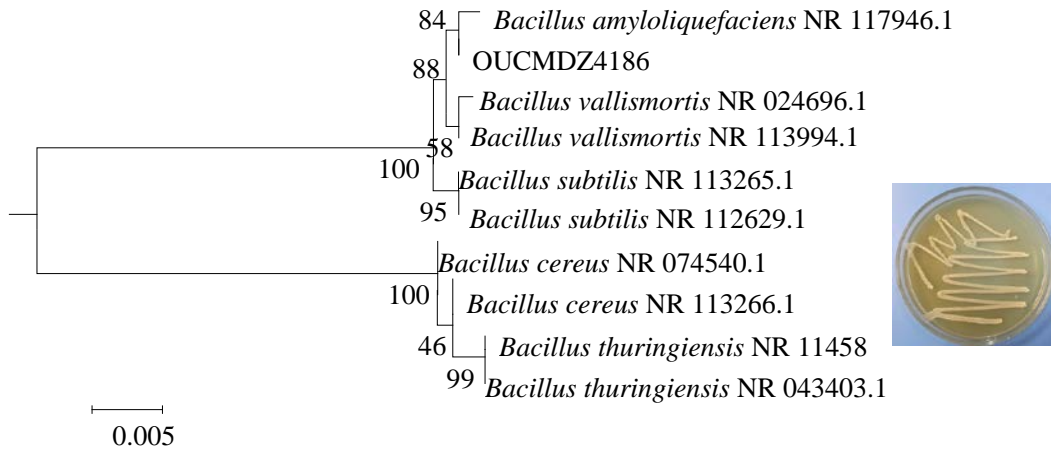 84
Bacillus amyloliquefaciens NR 117946.1
OUCMDZ4186
88
Bacillus vallismortis NR 024696.1
Bacillus vallismortis NR 113994.1
58
100
Bacillus subtilis NR 113265.1
95
Bacillus subtilis NR 112629.1
Bacillus cereus NR 074540.1
100
Bacillus cereus NR 113266.1
46
Bacillus thuringiensis NR 11458
99
Bacillus thuringiensis NR 043403.1
0.005